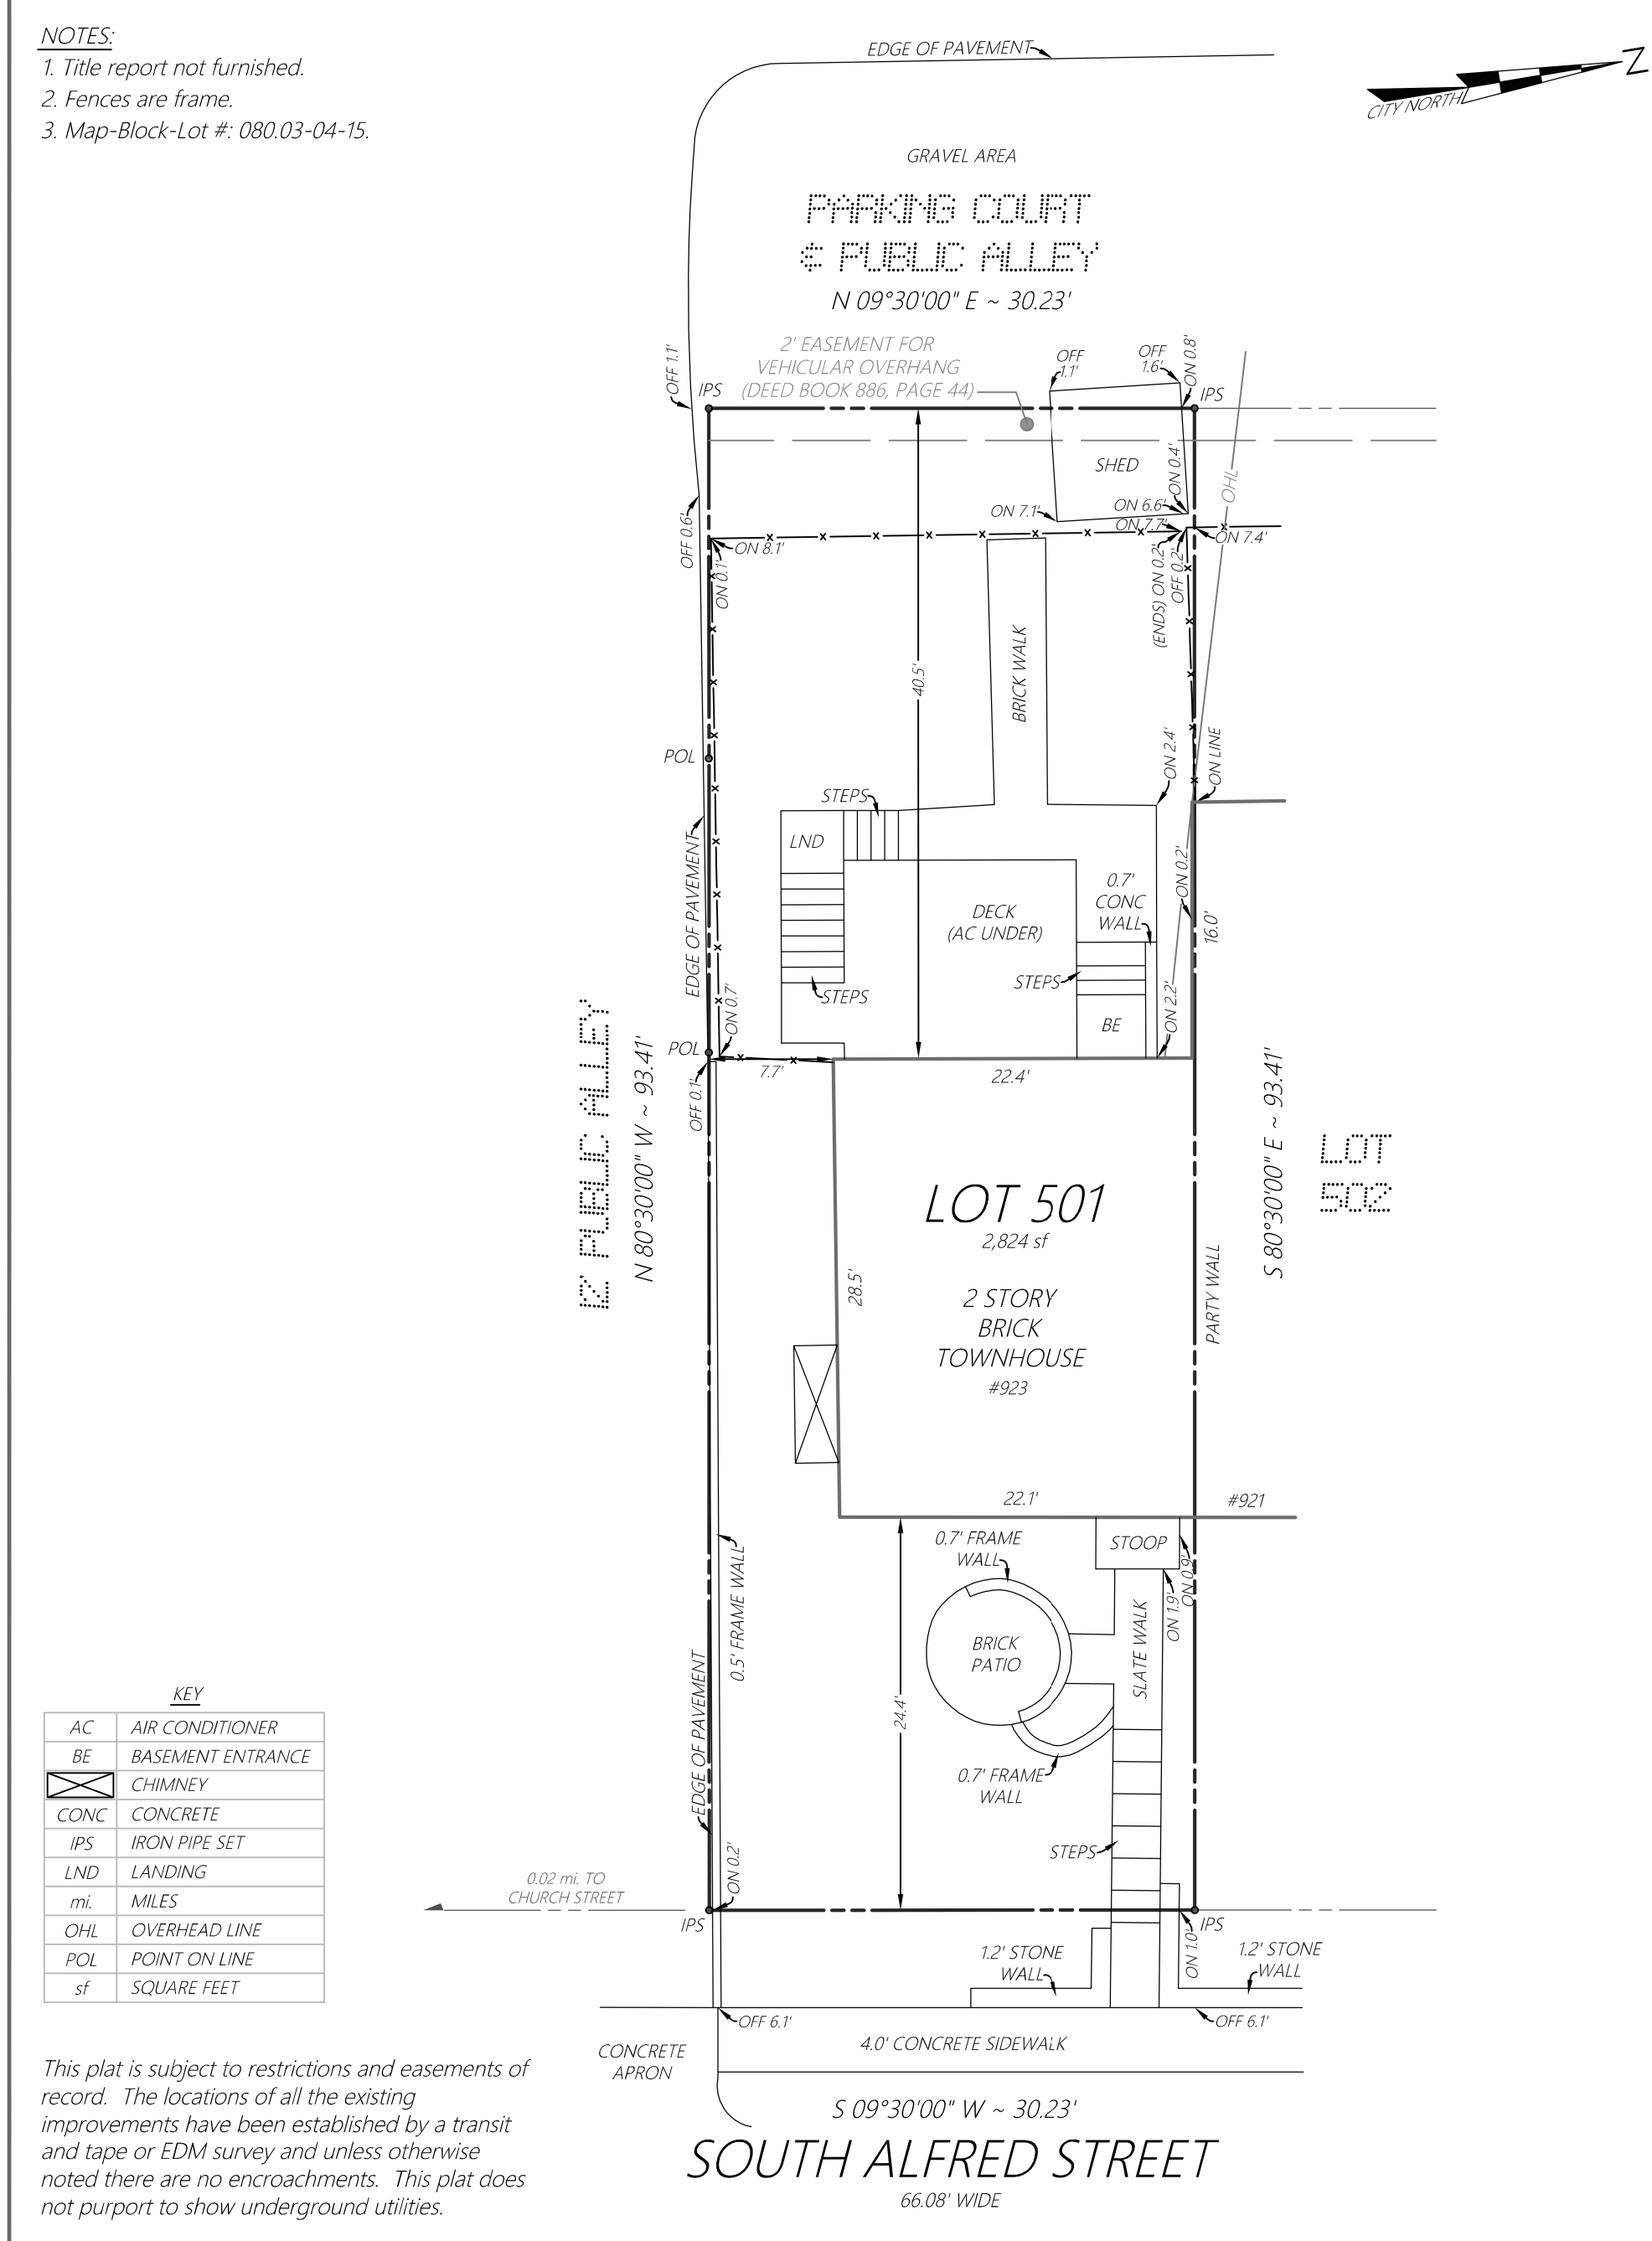 NOTES:
1. Title report not furnished.
2. Fences are frame.
3. Map-Block-Lot #: 080.03-04-15.
EDGE OF PAVEMENT
Z
CITY NORTH
GRAVEL AREA
PARKING COURT
& PUBLIC ALLEY
N 09°30'00" E ~ 30.23'
2' EASEMENT FOR
VEHICULAR OVERHANG
(DEED BOOK 886, PAGE 44)
OFF 1.1'
IPS
OFF
1.1'
OFF
1.6'
ON 0.8'
IPS
SHED
ON 0.4'
OHL
ON 7.1'
ON 6.6'
ON 7.7'
ON 7.4'
OFF 0.6'
ON 8.1'
ON 0.1'
(ENDS) ON 0.2'
OFF 0.2'
BRICK WALK
40.5'
POL
ON 2.4'
ON LINE
STEPS
LND
EDGE OF PAVEMENT
0.7'
CONC
WALL
ON 0.2'
16.0'
DECK
(AC UNDER)
STEPS
STEPS
BE
ON 0.7'
ON 2.2'
POL
7.7'
22.4'
OFF 0.1'
12' PUBLIC ALLEY
N 80°30'00" W ~ 93.41'
S 80°30'00" E ~ 93.41'
LOT
502
LOT 501
2,824 sf
28.5'
PARTY WALL
2 STORY
BRICK
TOWNHOUSE
#923
22.1'
#921
0.7' FRAME
WALL
STOOP
ON 0.9'
ON 1.9'
0.5' FRAME WALL
BRICK
PATIO
SLATE WALK
EDGE OF PAVEMENT
24.4'
0.7' FRAME
WALL
STEPS
KEY
AC AIR CONDITIONER
BE BASEMENT ENTRANCE
CHIMNEY
CONC CONCRETE
IPS IRON PIPE SET
LND LANDING
mi. MILES
OHL OVERHEAD LINE
POL POINT ON LINE
sf SQUARE FEET
0.02 mi. TO
CHURCH STREET
ON 0.2'
IPS
IPS
ON 1.0'
1.2' STONE
WALL
1.2' STONE
WALL
OFF 6.1'
OFF 6.1'
CONCRETE
APRON
4.0' CONCRETE SIDEWALK
S 09°30'00" W ~ 30.23'
SOUTH ALFRED STREET
66.08' WIDE
This plat is subject to restrictions and easements of
record. The locations of all the existing
improvements have been established by a transit
and tape or EDM survey and unless otherwise
noted there are no encroachments. This plat does
not purport to show underground utilities.